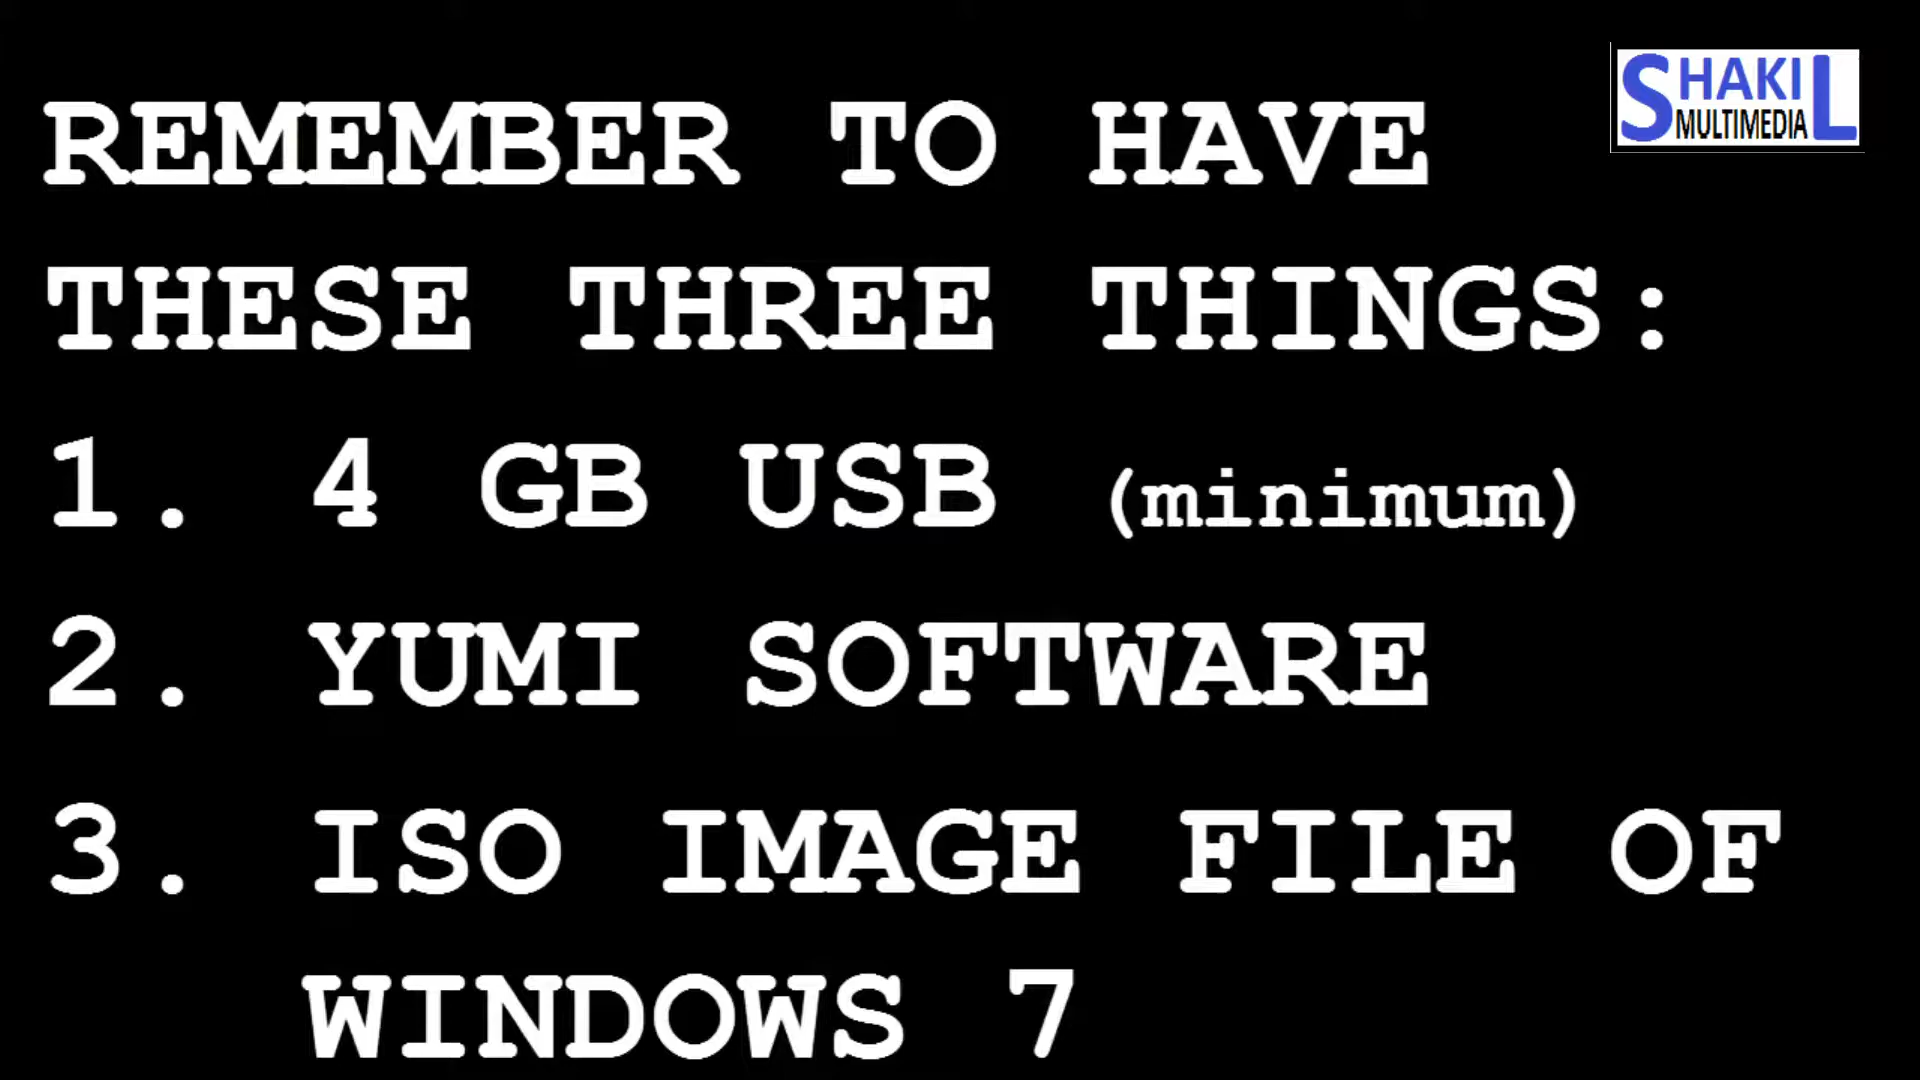 REMEMBER TO HAVE
THESE THREE THINGS:
1. 4 GB USB (minimum)
2. YUMI SOFTWARE
3. ISO IMAGE FILE OF
WINDOWS 7
SHAKIL
MULTIMEDIA